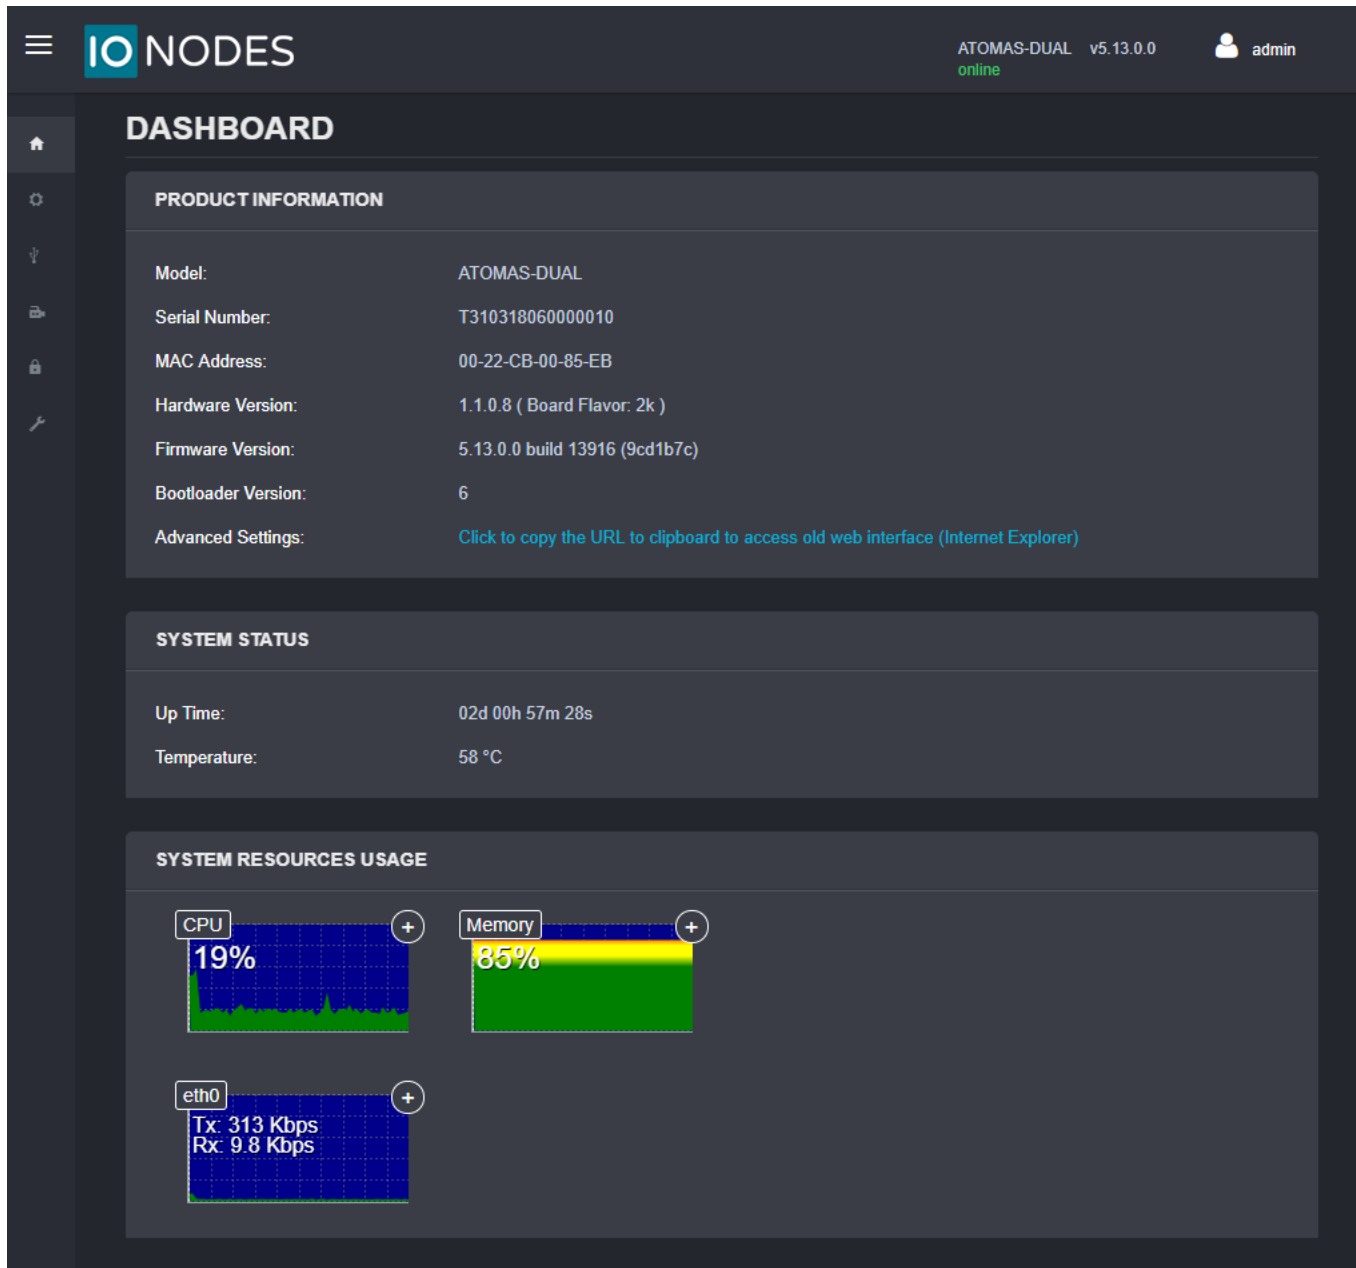 IO NODES
ATOMAS-DUAL v5.13.0.0
online
admin
DASHBOARD
PRODUCT INFORMATION
Model: ATOMAS-DUAL
Serial Number: T310318060000010
MAC Address: 00-22-CB-00-85-EB
Hardware Version: 1.1.0.8 ( Board Flavor: 2k )
Firmware Version: 5.13.0.0 build 13916 (9cd1b7c)
Bootloader Version: 6
Advanced Settings: Click to copy the URL to clipboard to access old web interface (Internet Explorer)
SYSTEM STATUS
Up Time: 02d 00h 57m 28s
Temperature: 58 °C
SYSTEM RESOURCES USAGE
CPU
+
19%
Memory
+
85%
eth0
+
Tx: 313 Kbps
Rx: 9.8 Kbps